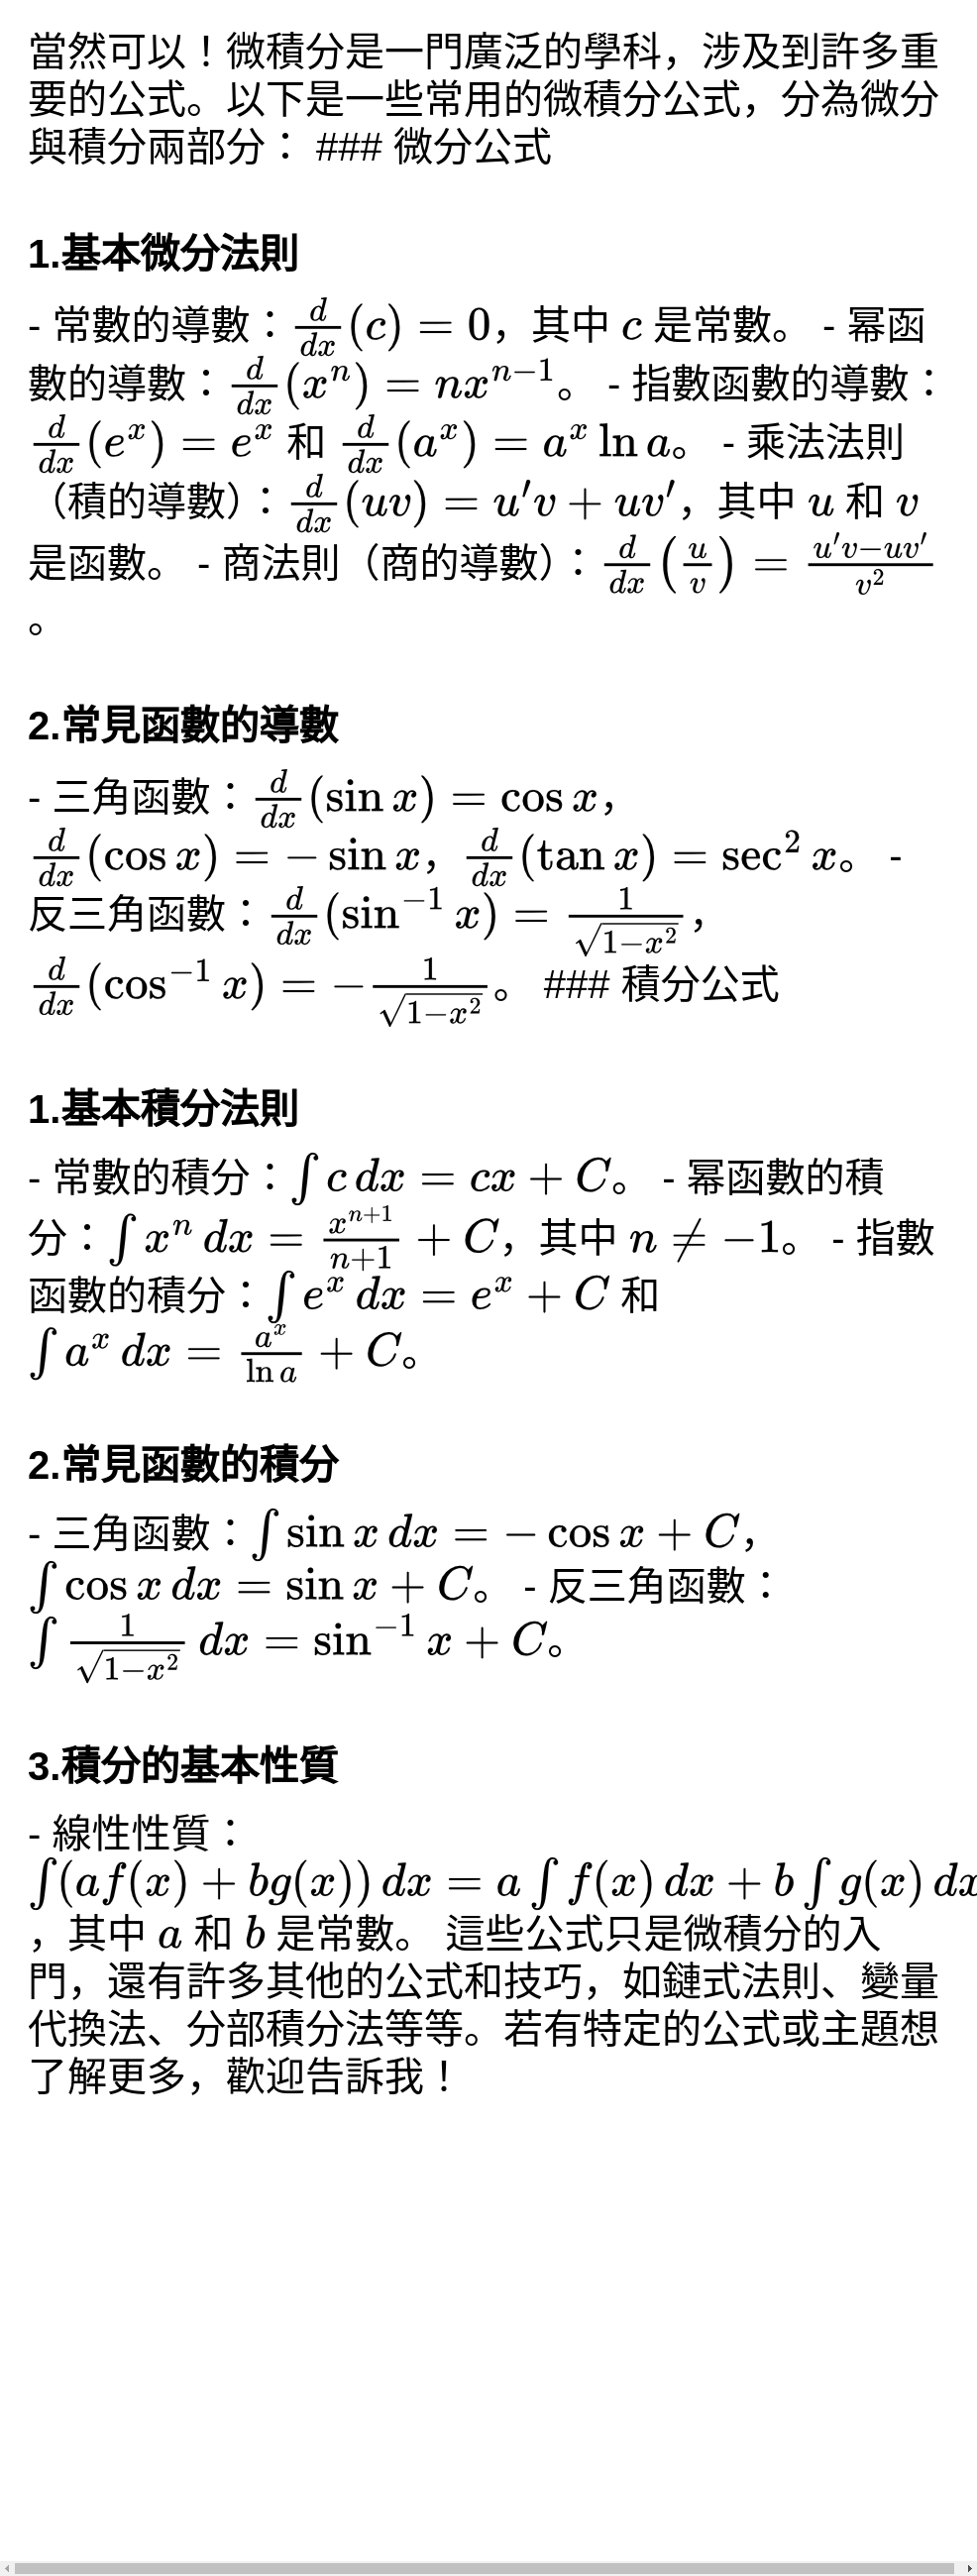 當然可以！微積分是一門廣泛的學科，涉及到許多重
要的公式。以下是一些常用的微積分公式，分為微分
與積分兩部分： ### 微分公式
1.基本微分法則
- 常數的導數：$\frac{d}{dx}(c) = 0$，其中 $c$ 是常數。 - 冪函
數的導數：$\frac{d}{dx}(x^n) = nx^{n-1}$。 - 指數函數的導數：
$\frac{d}{dx}(e^x) = e^x$ 和 $\frac{d}{dx}(a^x) = a^x \ln a$。 - 乘法法則
（積的導數）：$\frac{d}{dx}(uv) = u'v + uv'$，其中 $u$ 和 $v$
是函數。 - 商法則（商的導數）：$\frac{d}{dx}\left(\frac{u}{v}\right) = \frac{u'v-uv'}{v^2}$
。
2.常見函數的導數
- 三角函數：$\frac{d}{dx}(\sin x) = \cos x$，
$\frac{d}{dx}(\cos x) = -\sin x$，$\frac{d}{dx}(\tan x) = \sec^2 x$。 -
反三角函數：$\frac{d}{dx}(\sin^{-1} x) = \frac{1}{\sqrt{1-x^2}}$，
$\frac{d}{dx}(\cos^{-1} x) = -\frac{1}{\sqrt{1-x^2}}$。 ### 積分公式
1.基本積分法則
- 常數的積分：$\int c\,dx = cx + C$。 - 冪函數的積
分：$\int x^n\,dx = \frac{x^{n+1}}{n+1} + C$，其中 $n \neq -1$。 - 指數
函數的積分：$\int e^x\,dx = e^x + C$ 和
$\int a^x\,dx = \frac{a^x}{\ln a} + C$。
2.常見函數的積分
- 三角函數：$\int \sin x\,dx = -\cos x + C$，
$\int \cos x\,dx = \sin x + C$。 - 反三角函數：
$\int \frac{1}{\sqrt{1-x^2}}\,dx = \sin^{-1} x + C$。
3.積分的基本性質
- 線性性質：
$\int (af(x) + bg(x))\,dx = a\int f(x)\,dx + b\int g(x)\,dx$
，其中 $a$ 和 $b$ 是常數。 這些公式只是微積分的入
門，還有許多其他的公式和技巧，如鏈式法則、變量
代換法、分部積分法等等。若有特定的公式或主題想
了解更多，歡迎告訴我！